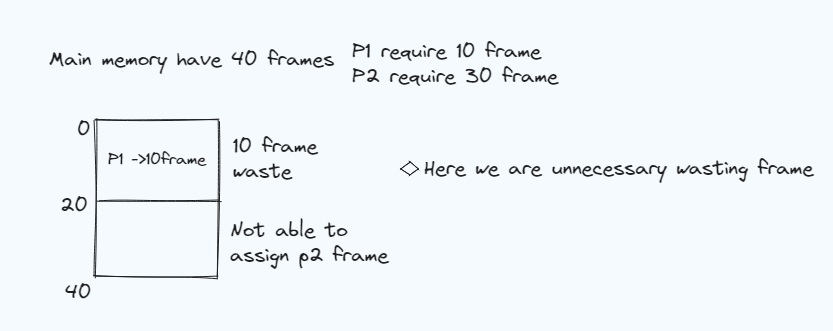 Main memory have 40 frames
P1 require 10 frame
P2 require 30 frame
0
P1 ->10frame
10 frame
waste
Here we are unnecessary wasting frame
20
Not able to
assign p2 frame
40